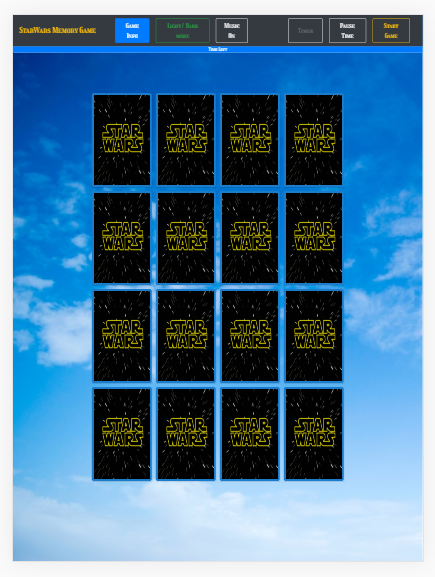 StarWars Memory Game
Game Info
Light/ Dark mode
Music On
Timer
Pause Time
Start Game
Time Left
STAR WARS STAR WARS STAR WARS STAR WARS
STAR WARS STAR WARS STAR WARS STAR WARS
STAR WARS STAR WARS STAR WARS STAR WARS
STAR WARS STAR WARS STAR WARS STAR WARS